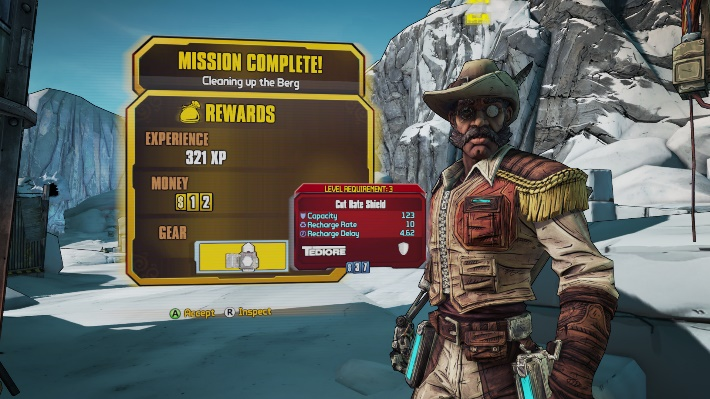 MISSION COMPLETE!
Cleaning up the Berg
REWARDS
EXPERIENCE
321 XP
MONEY
$12
GEAR
LEVEL REQUIREMENT: 3
Cut Rate Shield
Capacity 123
Recharge Rate 10
Recharge Delay 4.62
TEDIORE
$37
A Accept R Inspect